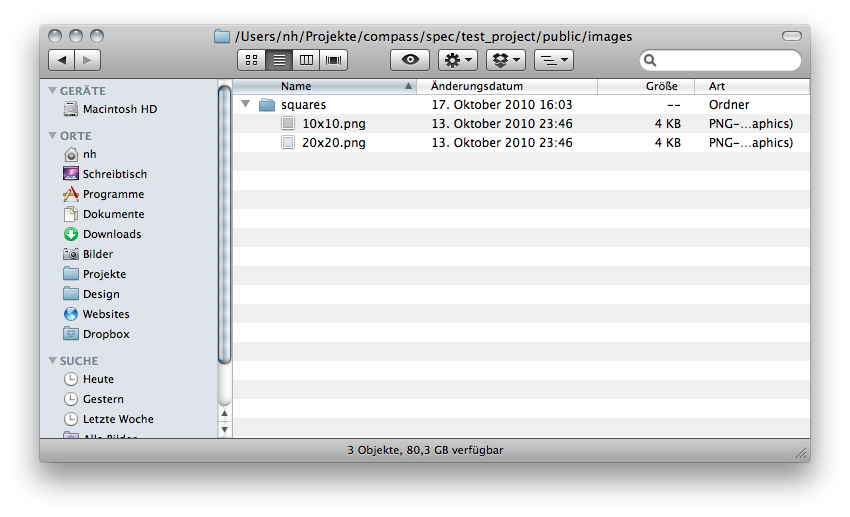 /Users/nh/Projekte/compass/spec/test_project/public/images
GERÄTE
Macintosh HD
ORTE
nh
Schreibtisch
Programme
Dokumente
Downloads
Bilder
Projekte
Design
Websites
Dropbox
SUCHE
Heute
Gestern
Letzte Woche
Alle Bilder
Name Änderungsdatum Größe Art
squares 17. Oktober 2010 16:03 -- Ordner
10x10.png 13. Oktober 2010 23:46 4 KB PNG-...aphics)
20x20.png 13. Oktober 2010 23:46 4 KB PNG-...aphics)
3 Objekte, 80,3 GB verfügbar